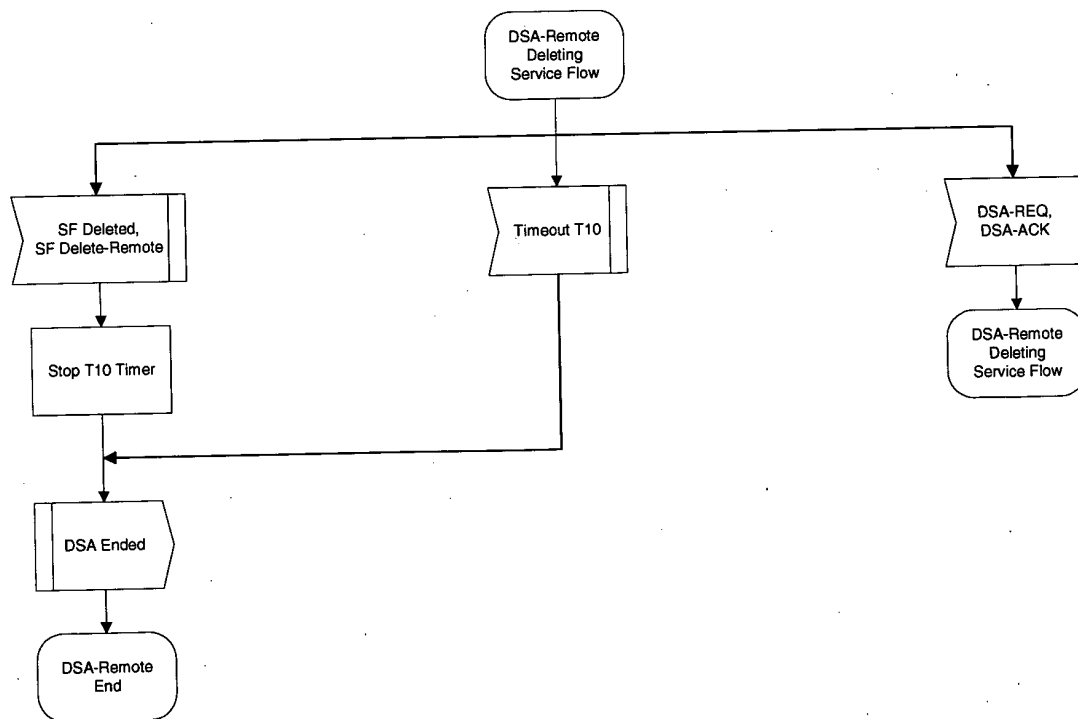 DSA-Remote
Deleting
Service Flow
SF Deleted,
SF Delete-Remote
Timeout T10
DSA-REQ,
DSA-ACK
Stop T10 Timer
DSA-Remote
Deleting
Service Flow
DSA Ended
DSA-Remote
End